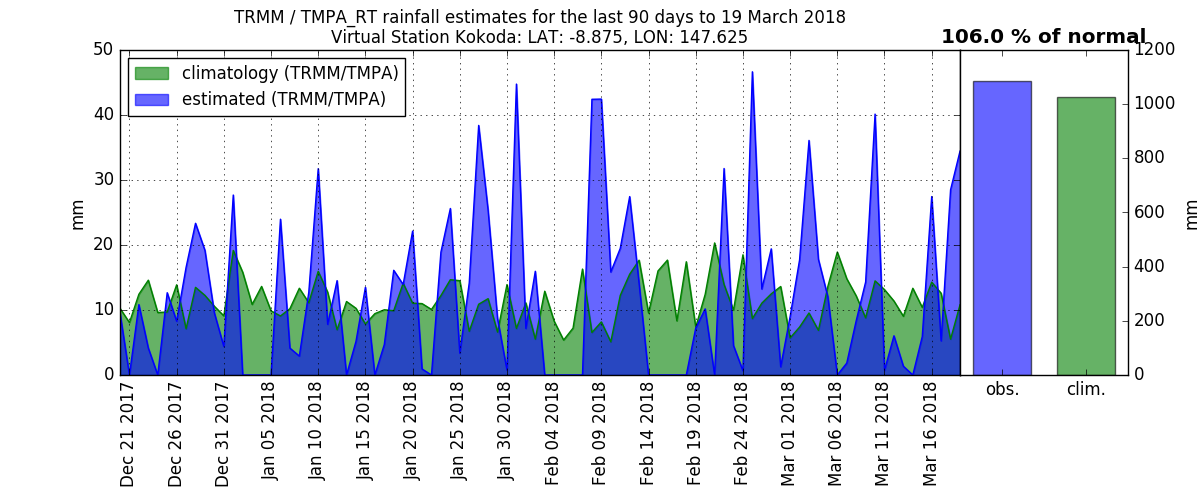 TRMM / TMPA_RT rainfall estimates for the last 90 days to 19 March 2018
Virtual Station Kokoda: LAT: -8.875, LON: 147.625
106.0 % of normal
climatology (TRMM/TMPA)
estimated (TRMM/TMPA)
50
40
30
20
10
0
mm
Dec 21 2017
Dec 26 2017
Dec 31 2017
Jan 05 2018
Jan 10 2018
Jan 15 2018
Jan 20 2018
Jan 25 2018
Jan 30 2018
Feb 04 2018
Feb 09 2018
Feb 14 2018
Feb 19 2018
Feb 24 2018
Mar 01 2018
Mar 06 2018
Mar 11 2018
Mar 16 2018
obs.
clim.
1200
1000
800
600
400
200
0
mm